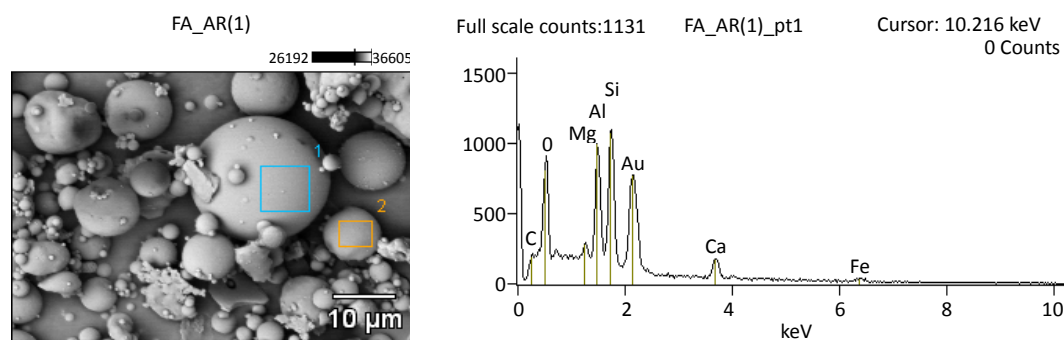 FA_AR(1)
26192 36605
1
2
10 µm
Full scale counts:1131 FA_AR(1)_pt1 Cursor: 10.216 keV
0 Counts
1500
1000
500
0
C
0
Mg
Al
Si
Au
Ca
Fe
0 2 4 6 8 10
keV